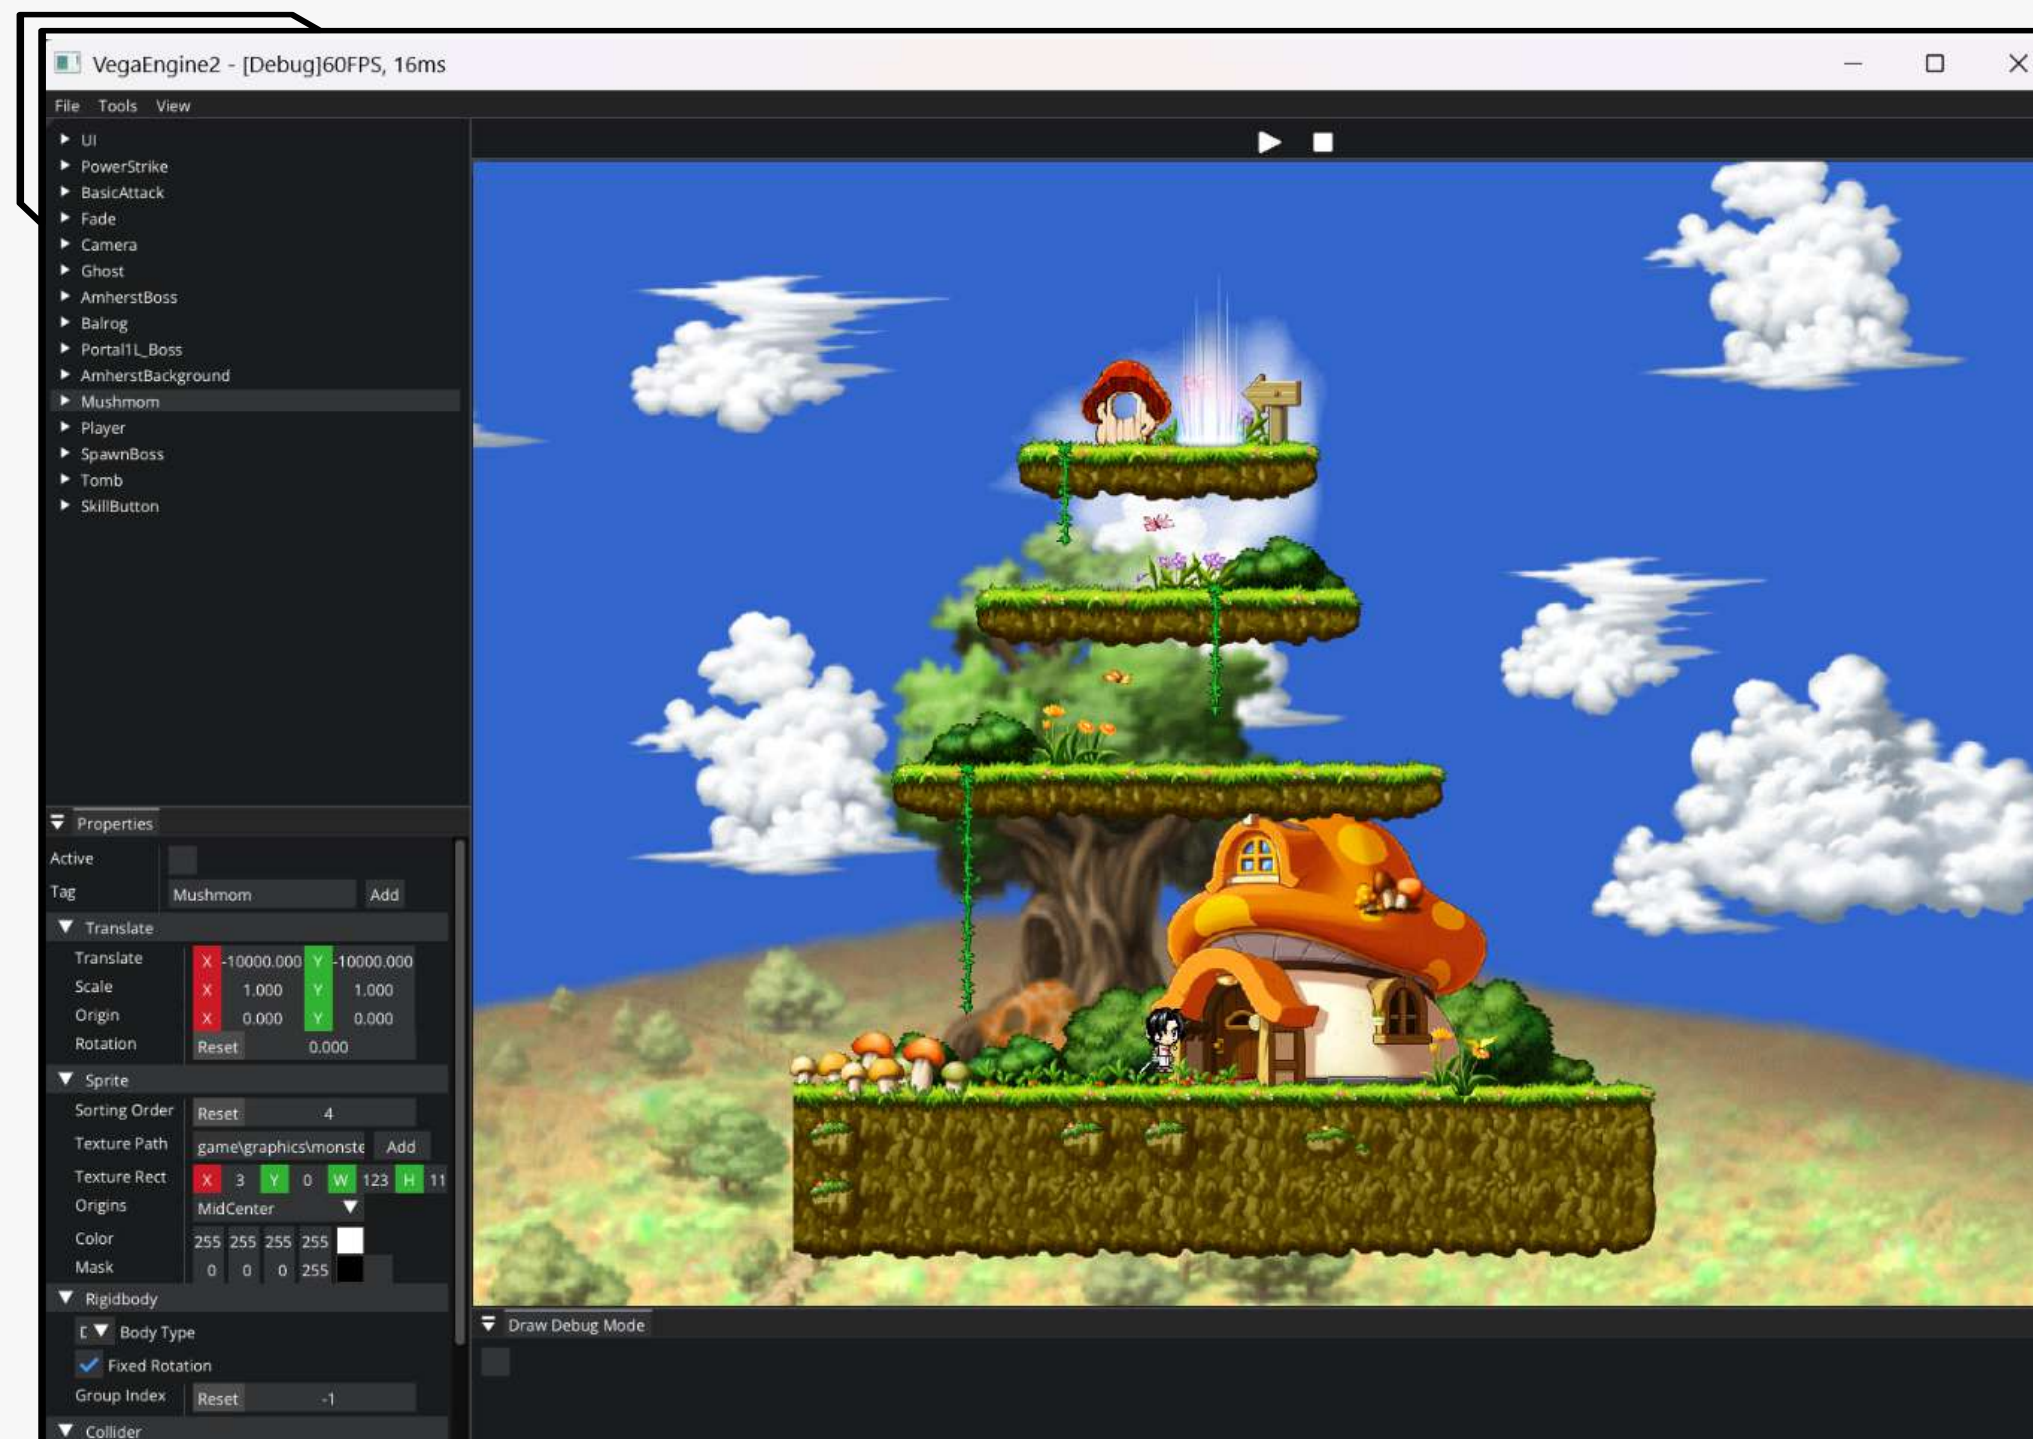 VegaEngine2 - [Debug]60FPS, 16ms
File Tools View
UI
PowerStrike
BasicAttack
Fade
Camera
Ghost
AmherstBoss
Balrog
Portal1L_Boss
AmherstBackground
Mushmom
Player
SpawnBoss
Tomb
SkillButton
Properties
Active
Tag Mushmom Add
Translate
Translate X -10000.000 Y -10000.000
Scale X 1.000 Y 1.000
Origin X 0.000 Y 0.000
Rotation Reset 0.000
Sprite
Sorting Order Reset 4
Texture Path game\graphics\monste Add
Texture Rect X 3 Y 0 W 123 H 11
Origins MidCenter
Color 255 255 255 255
Mask 0 0 0 255
Rigidbody
Body Type
Fixed Rotation
Group Index Reset -1
Collider
Draw Debug Mode